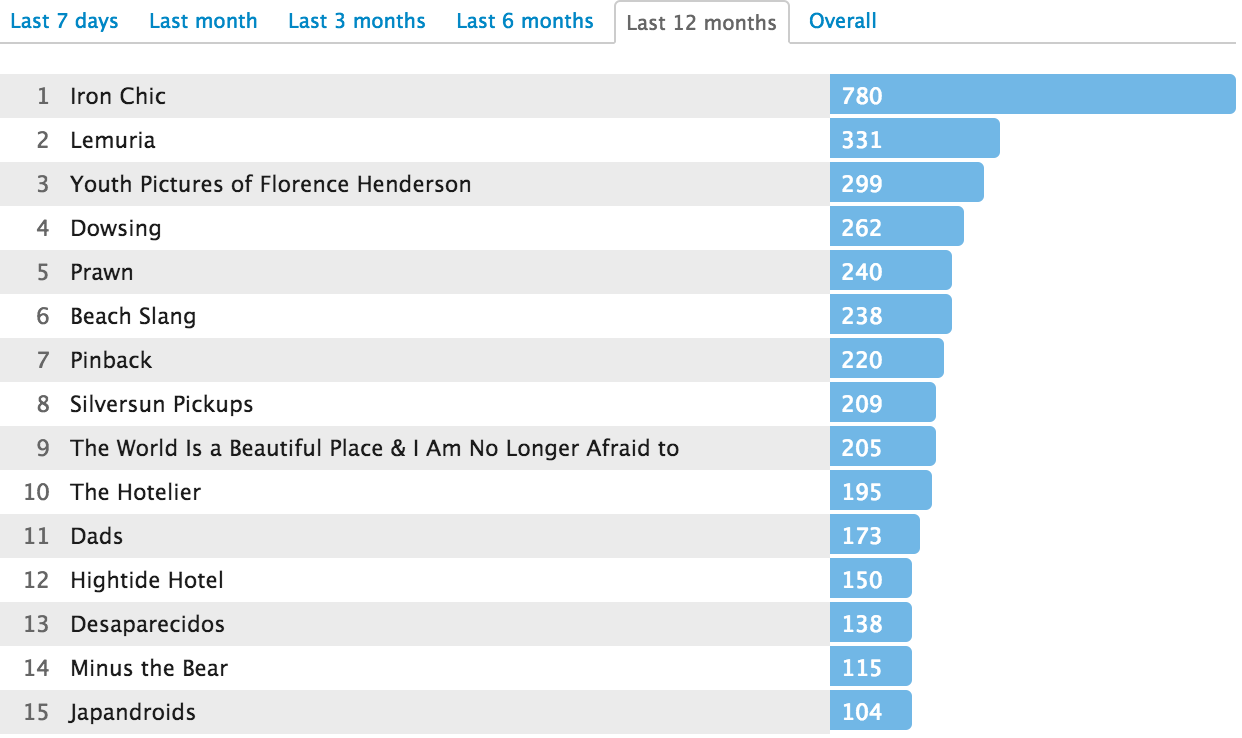 Last 7 days Last month Last 3 months Last 6 months Last 12 months Overall
1 Iron Chic 780
2 Lemuria 331
3 Youth Pictures of Florence Henderson 299
4 Dowsing 262
5 Prawn 240
6 Beach Slang 238
7 Pinback 220
8 Silversun Pickups 209
9 The World Is a Beautiful Place & I Am No Longer Afraid to 205
10 The Hotelier 195
11 Dads 173
12 Hightide Hotel 150
13 Desaparecidos 138
14 Minus the Bear 115
15 Japandroids 104